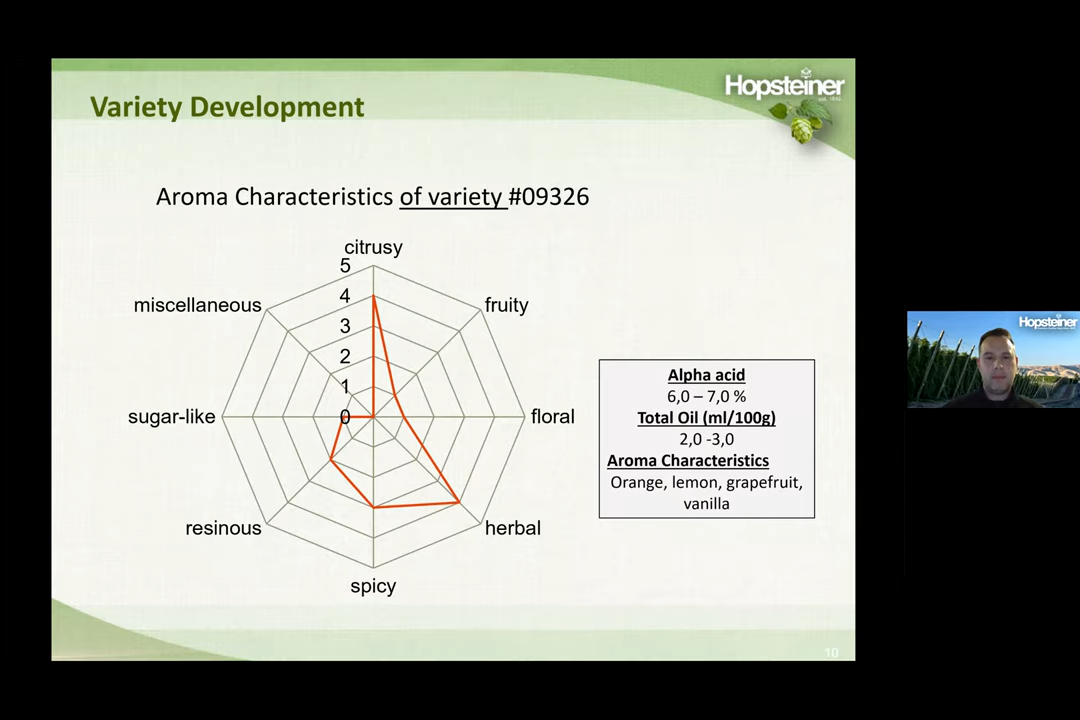 Hopsteiner
Variety Development
Aroma Characteristics of variety #09326
citrusy
5
miscellaneous
4
fruity
3
2
1
sugar-like
0
floral
resinous
herbal
spicy
Alpha acid
6,0 – 7,0 %
Total Oil (ml/100g)
2,0 -3,0
Aroma Characteristics
Orange, lemon, grapefruit,
vanilla
Hopsteiner
10